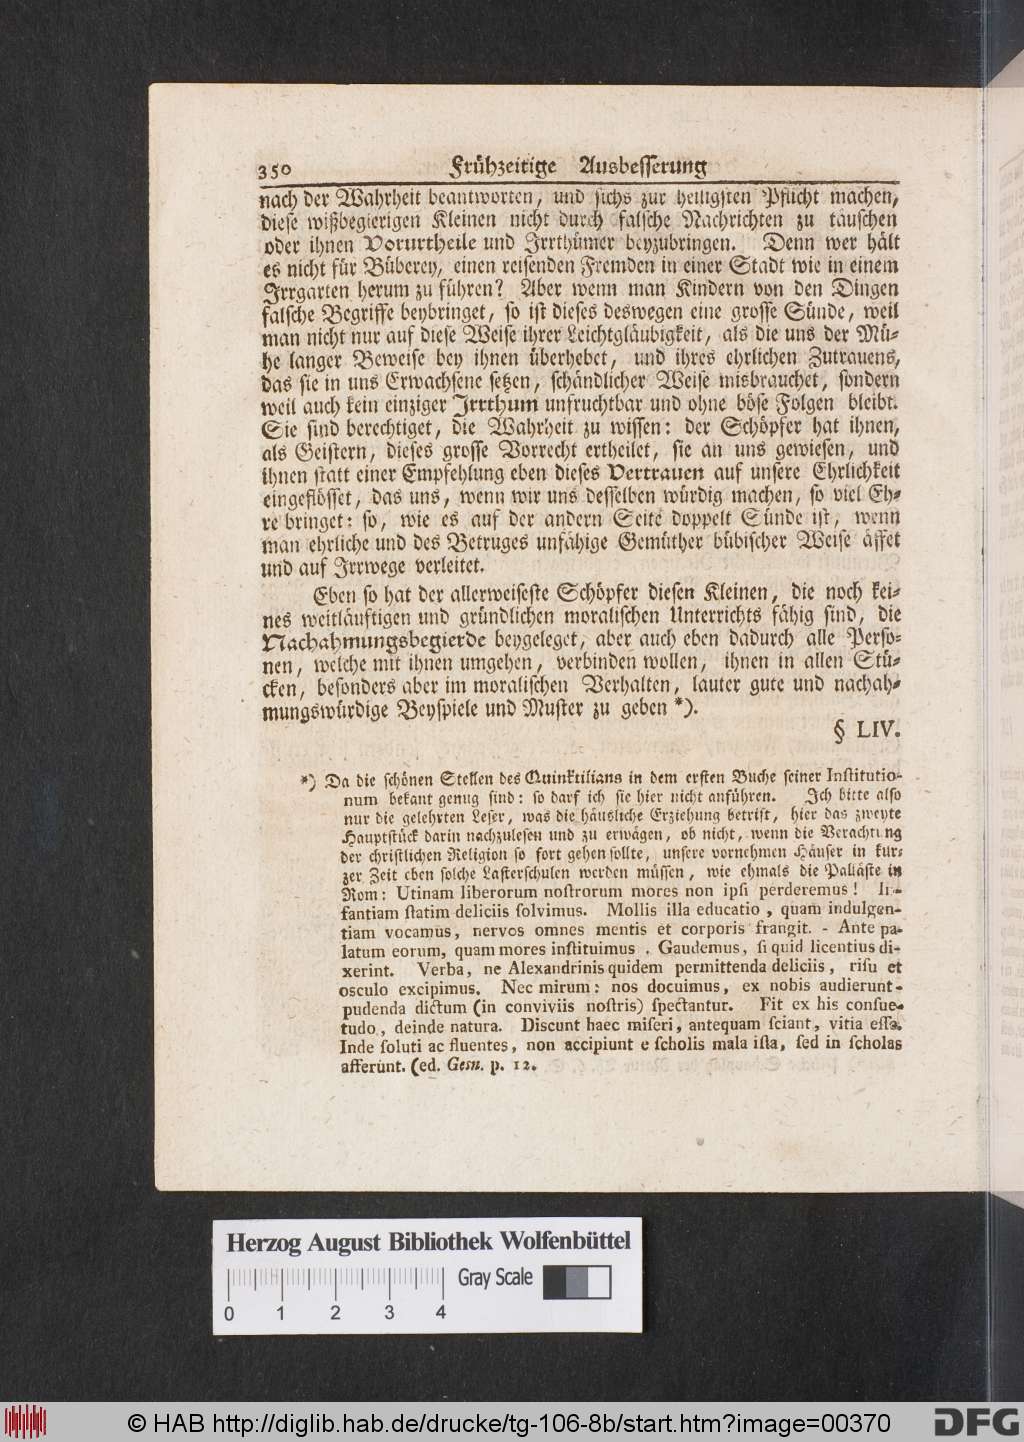 350 Frühzeitige Ausbesserung
nach der Wahrheit beantworten, und sichs zur heiligsten Pflicht machen,
diese wißbegierigen Kleinen nicht durch falsche Nachrichten zu täuschen
oder ihnen Vorurtheile und Irrthümer beyzubringen. Denn wer hält
es nicht für Büberey, einen reisenden Fremden in einer Stadt wie in einem
Irrgarten herum zu führen? Aber wenn man Kindern von den Dingen
falsche Begriffe beybringet, so ist dieses deswegen eine grosse Sünde, weil
man nicht nur auf diese Weise ihrer Leichtgläubigkeit, als die uns der Mü-
he langer Beweise bey ihnen überhebet, und ihres ehrlichen Zutrauens,
das sie in uns Erwachsene setzen, schändlicher Weise misbrauchet, sondern
weil auch kein einziger Irrthum unfruchtbar und ohne böse Folgen bleibt.
Sie sind berechtiget, die Wahrheit zu wissen: der Schöpfer hat ihnen,
als Geistern, dieses grosse Vorrecht ertheilet, sie an uns gewiesen, und
ihnen statt einer Empfehlung eben dieses Vertrauen auf unsere Ehrlichkeit
eingeflösset, das uns, wenn wir uns desselben würdig machen, so viel Eh-
re bringet: so, wie es auf der andern Seite doppelt Sünde ist, wenn
man ehrliche und des Betruges unfähige Gemüther bübischer Weise äffet
und auf Irrwege verleitet.
Eben so hat der allerweiseste Schöpfer diesen Kleinen, die noch kei-
nes weitläuftigen und gründlichen moralischen Unterrichts fähig sind, die
Nachahmungsbegierde beygeleget, aber auch eben dadurch alle Perso-
nen, welche mit ihnen umgehen, verbinden wollen, ihnen in allen Stü-
cken, besonders aber im moralischen Verhalten, lauter gute und nachah-
mungswürdige Beyspiele und Muster zu geben *).
§ LIV.
*) Da die schönen Stellen des Quinktilians in dem ersten Buche seiner Institutio-
num bekant genug sind: so darf ich sie hier nicht anführen. Ich bitte also
nur die gelehrten Leser, was die häusliche Erziehung betrift, hier das zweyte
Hauptstück darin nachzulesen und zu erwägen, ob nicht, wenn die Verachtung
der christlichen Religion so fort gehen sollte, unsere vornehmen Häuser in kur-
zer Zeit eben solche Lasterschulen werden müssen, wie ehmals die Palläste in
Rom: Utinam liberorum nostrorum mores non ipsi perderemus! In-
fantiam statim deliciis solvimus. Mollis illa educatio, quam indulgen-
tiam vocamus, nervos omnes mentis et corporis frangit. - Ante pa-
latum eorum, quam mores instituimus . Gaudemus, si quid licentius di-
xerint. Verba, ne Alexandrinis quidem permittenda deliciis, risu et
osculo excipimus. Nec mirum: nos docuimus, ex nobis audierunt-
pudenda dictum (in conviviis nostris) spectantur. Fit ex his consue-
tudo, deinde natura. Discunt haec miseri, antequam sciant, vitia esse.
Inde soluti ac fluentes, non accipiunt e scholis mala ista, sed in scholas
afferunt. (ed. Gesn. p. 12.
Herzog August Bibliothek Wolfenbüttel
Gray Scale
0 1 2 3 4
© HAB http://diglib.hab.de/drucke/tg-106-8b/start.htm?image=00370
DFG